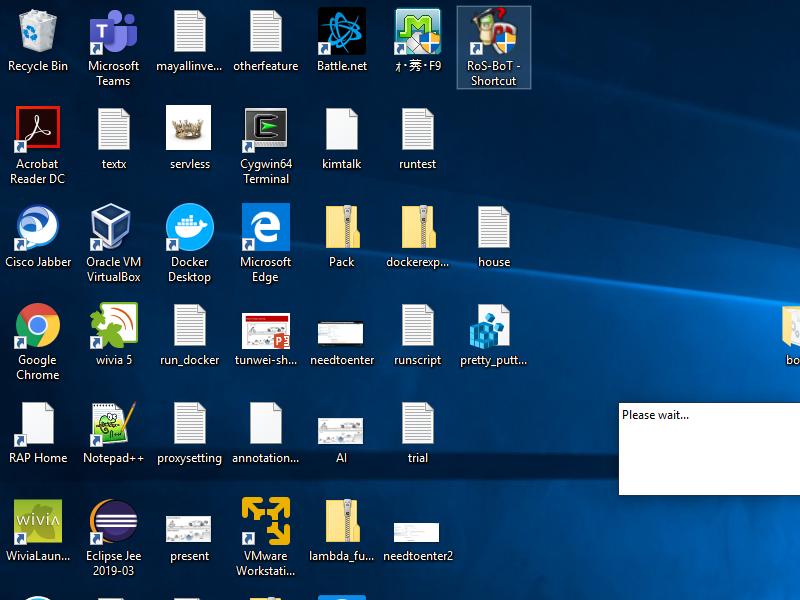 Recycle Bin
Microsoft
Teams
mayallinve...
otherfeature
Battle.net
RoS-BoT -
Shortcut
Acrobat
Reader DC
textx
servless
Cygwin64
Terminal
kimtalk
runtest
Cisco Jabber
Oracle VM
VirtualBox
Docker
Desktop
Microsoft
Edge
Pack
dockerexp...
house
Google
Chrome
wivia 5
run_docker
tunwei-sh...
needtoenter
runscript
pretty_putt...
bo
Please wait...
RAP Home
Notepad++
proxysetting
annotation...
AI
trial
WiviaLaun...
Eclipse Jee
2019-03
present
VMware
Workstati...
lambda_fu...
needtoenter2